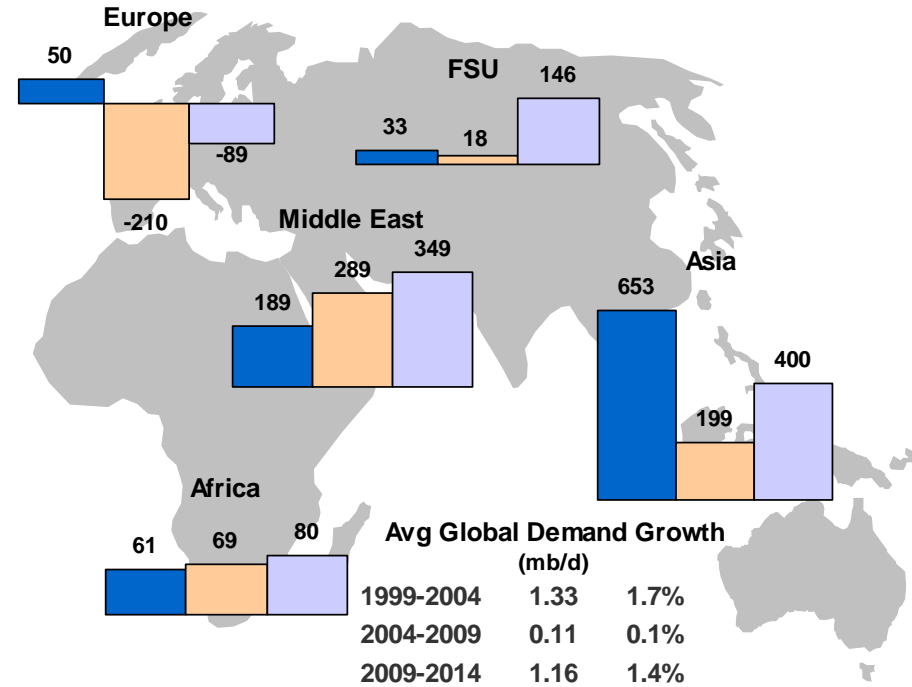 Europe
50
-89
-210
FSU
33
18
146
Middle East
189
289
349
Asia
653
199
400
Africa
61
69
80
Avg Global Demand Growth
(mb/d)
1999-2004 1.33 1.7%
2004-2009 0.11 0.1%
2009-2014 1.16 1.4%